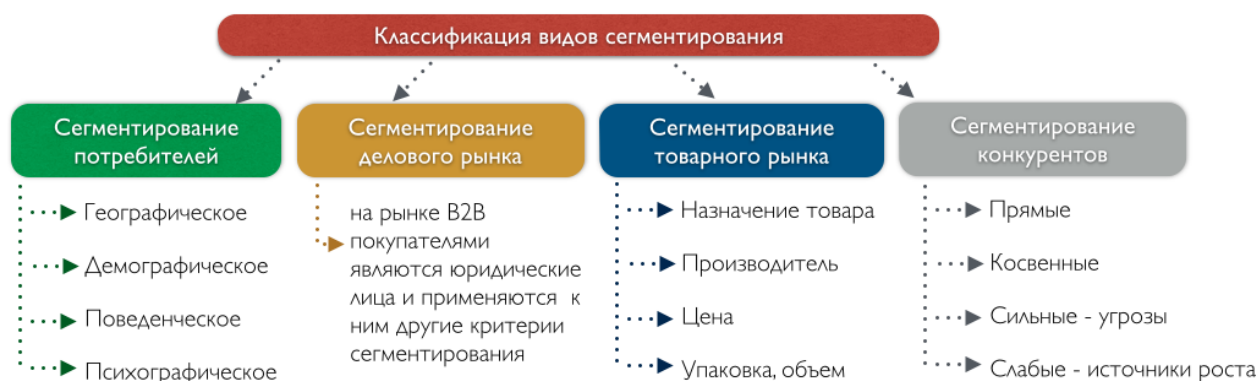 Классификация видов сегментирования
Сегментирование
потребителей
Географическое
Демографическое
Поведенческое
Психографическое
Сегментирование
делового рынка
на рынке B2B
покупателями
являются юридические
лица и применяются к
ним другие критерии
сегментирования
Сегментирование
товарного рынка
Назначение товара
Производитель
Цена
Упаковка, объем
Сегментирование
конкурентов
Прямые
Косвенные
Сильные - угрозы
Слабые - источники роста